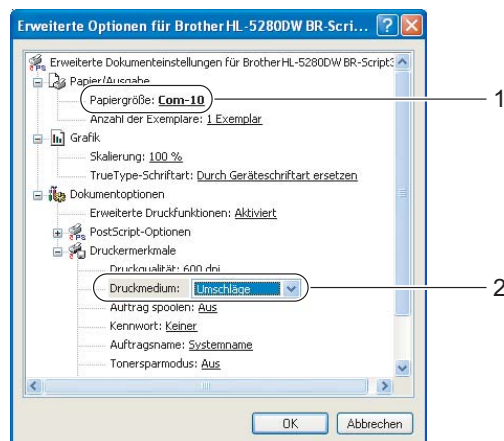 Erweiterte Optionen für Brother HL-5280DW BR-Scri...
Erweiterte Dokumenteinstellungen für Brother HL-5280DW BR-Script3
Papier/Ausgabe
Papiergröße: Com-10
1
Anzahl der Exemplare: 1 Exemplar
Grafik
Skalierung: 100 %
TrueType-Schriftart: Durch Geräteschriftart ersetzen
Dokumentoptionen
Erweiterte Druckfunktionen: Aktiviert
PostScript-Optionen
Druckermerkmale
Druckqualität: 600 dpi
Druckmedium: Umschläge
2
Auftrag spoolen: Aus
Kennwort: Keiner
Auftragsname: Systemname
Tonersparmodus: Aus
OK Abbrechen